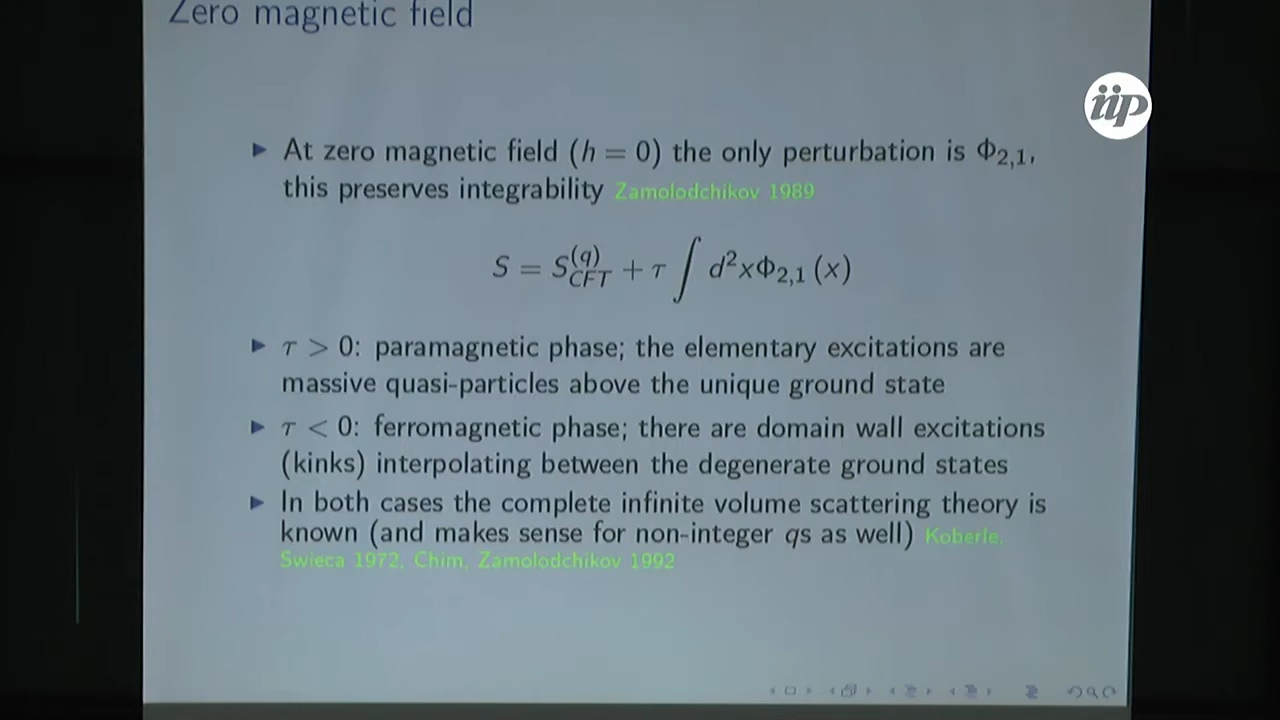 Zero magnetic field
iip
▶ At zero magnetic field (h = 0) the only perturbation is Φ₂,₁,
this preserves integrability Zamolodchikov 1989
S = S_{CFT}^{(q)} + τ ∫ d²xΦ₂,₁ (x)
▶ τ > 0: paramagnetic phase; the elementary excitations are
massive quasi-particles above the unique ground state
▶ τ < 0: ferromagnetic phase; there are domain wall excitations
(kinks) interpolating between the degenerate ground states
▶ In both cases the complete infinite volume scattering theory is
known (and makes sense for non-integer qs as well) Koberle,
Swieca 1972, Chim, Zamolodchikov 1992